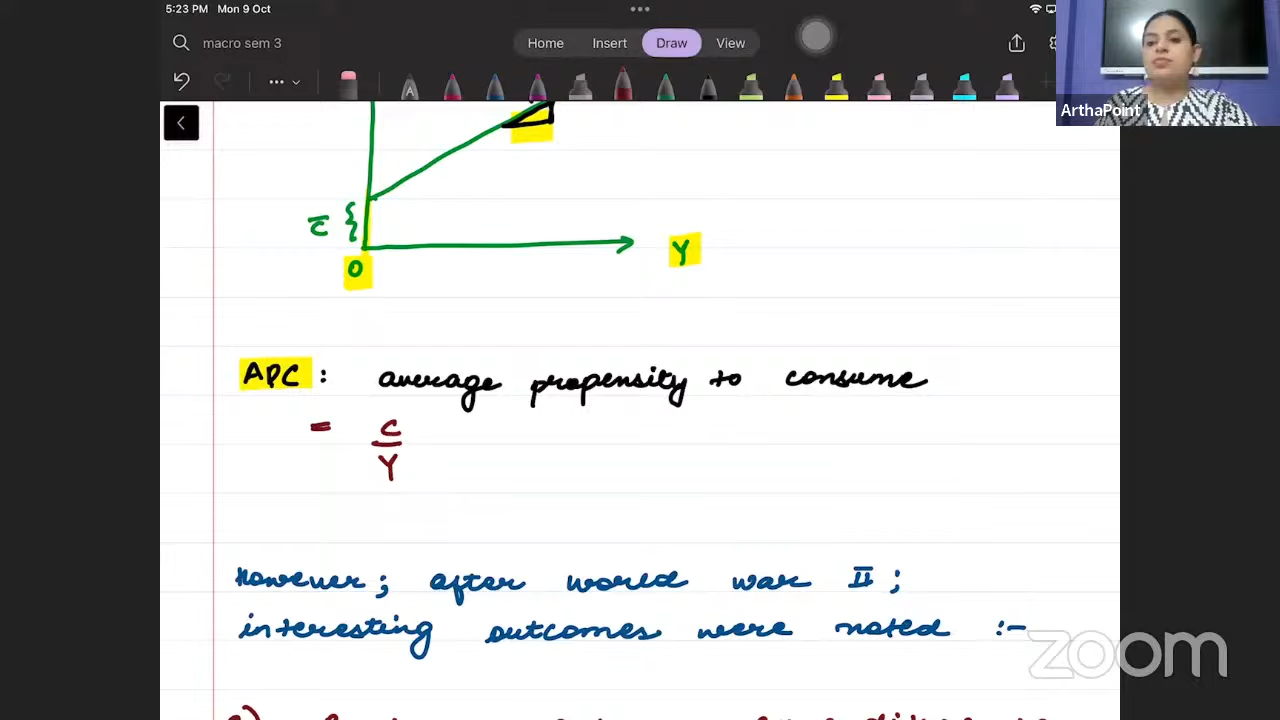 5:23 PM Mon 9 Oct
macro sem 3
Home Insert Draw View
A
ArthaPoint
c̅ {
O
Y
APC : average propensity to consume
= C
Y
However ; after world war II ;
interesting outcomes were noted :-
zoom